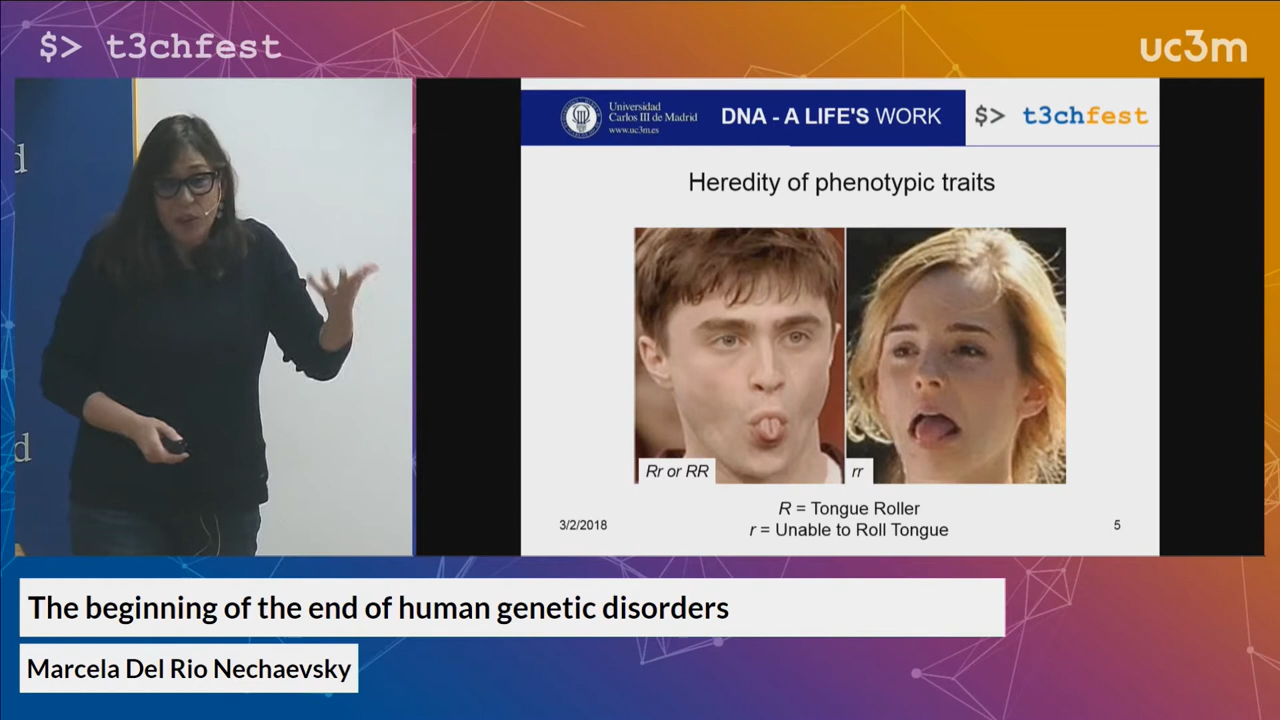 $> t3chfest
uc3m
Universidad
Carlos III de Madrid
www.uc3m.es
DNA - A LIFE'S WORK
$> t3chfest
Heredity of phenotypic traits
Rr or RR
rr
R = Tongue Roller
r = Unable to Roll Tongue
3/2/2018
5
d
d
The beginning of the end of human genetic disorders
Marcela Del Rio Nechaevsky